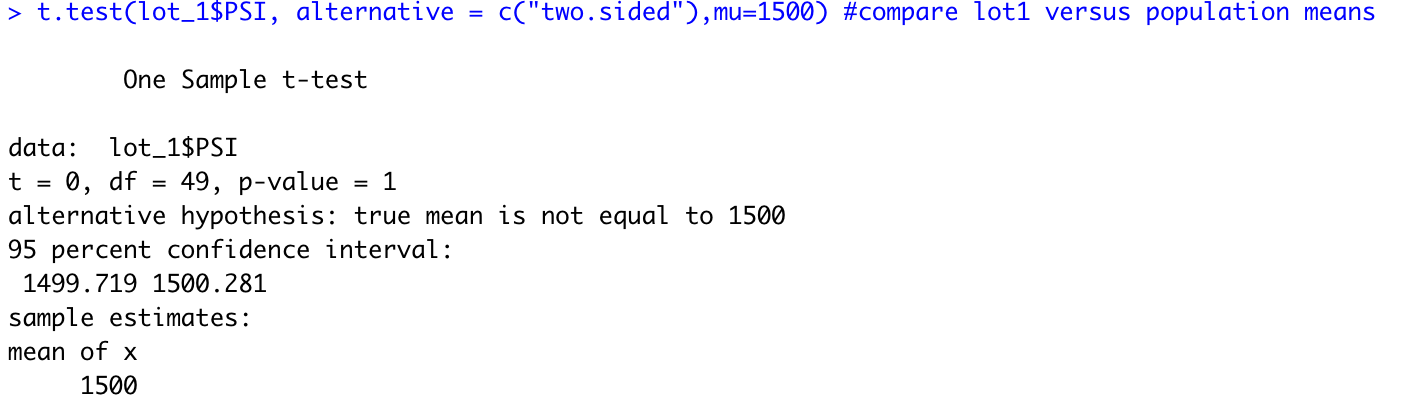 > t.test(lot_1$PSI, alternative = c("two.sided"),mu=1500) #compare lot1 versus population means
One Sample t-test
data:  lot_1$PSI
t = 0, df = 49, p-value = 1
alternative hypothesis: true mean is not equal to 1500
95 percent confidence interval:
1499.719 1500.281
sample estimates:
mean of x
1500